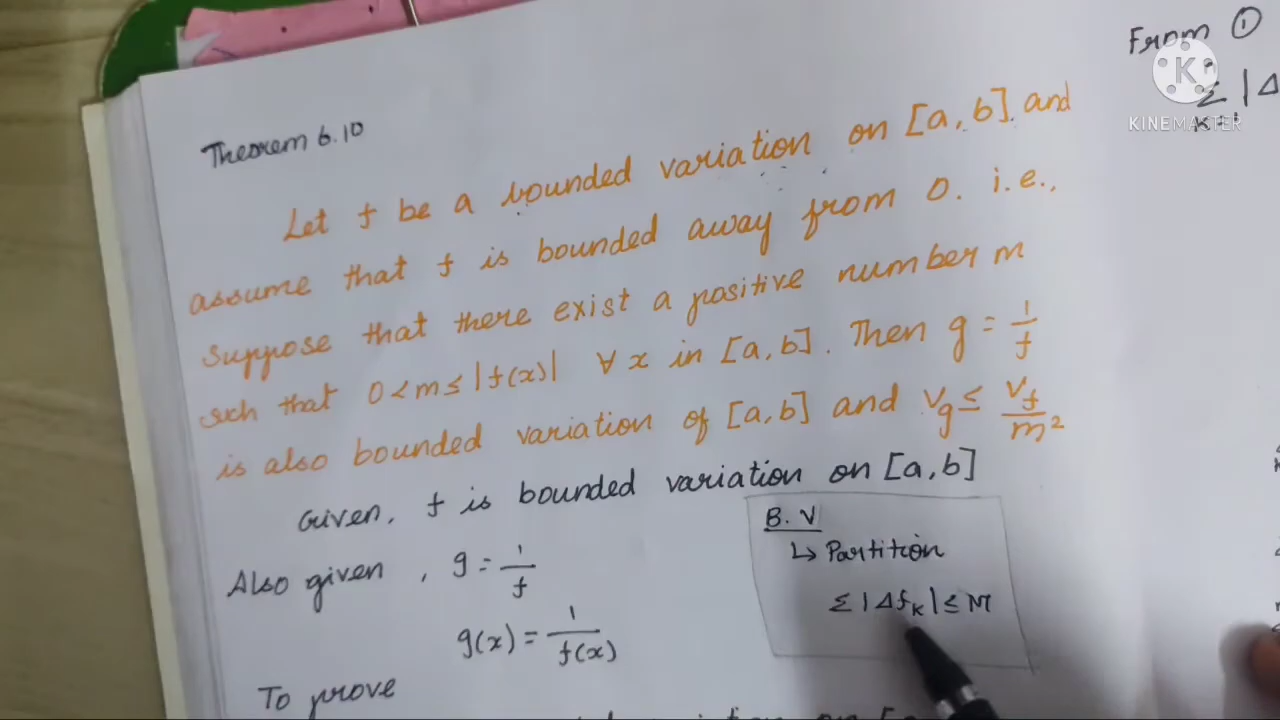 Theorem 6.10
Let f be a bounded variation on [a, b] and
assume that f is bounded away from 0. i.e.,
suppose that there exist a positive number m
such that 0 < m ≤ |f(x)| ∀ x in [a, b]. Then g = 1/f
is also bounded variation of [a, b] and Vg ≤ Vf/m²
Given, f is bounded variation on [a, b]
Also given, g = 1/f
g(x) = 1/f(x)
To prove
B. V
↳ Partition
Σ |Δfk| ≤ M
From ①
Σ |Δ
K=1
KINEMASTER